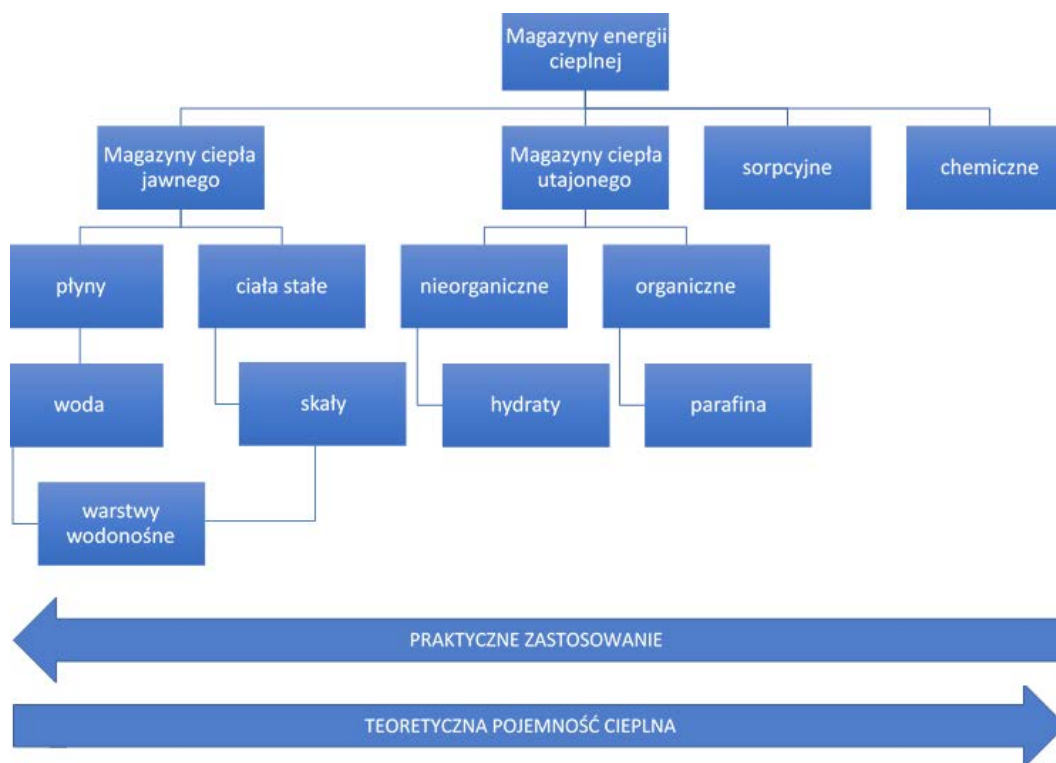 Magazyny energii
cieplnej
Magazyny ciepła
jawnego
Magazyny ciepła
utajonego
sorpcyjne
chemiczne
płyny
ciała stałe
nieorganiczne
organiczne
woda
skały
hydraty
parafina
warstwy
wodonośne
PRAKTYCZNE ZASTOSOWANIE
TEORETYCZNA POJEMNOŚĆ CIEPLNA